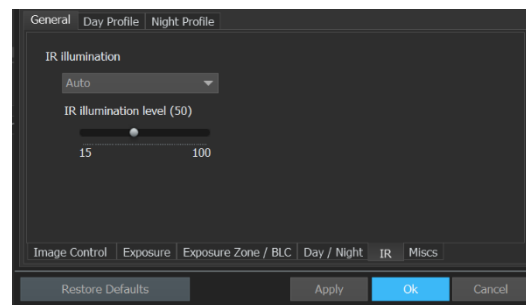 General Day Profile Night Profile
IR illumination
Auto
IR illumination level (50)
15 100
Image Control Exposure Exposure Zone / BLC Day / Night IR Miscs
Restore Defaults Apply Ok Cancel